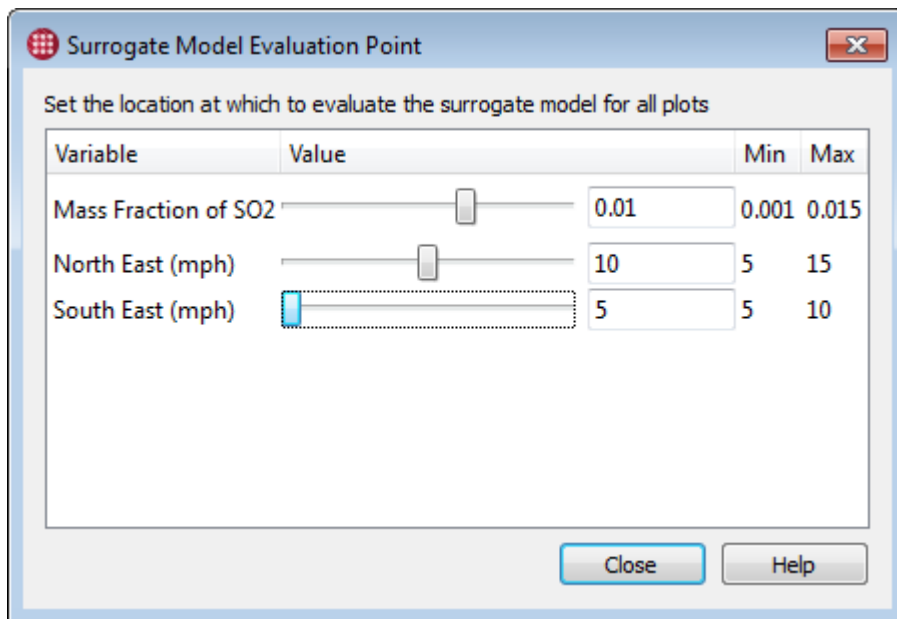 Surrogate Model Evaluation Point
Set the location at which to evaluate the surrogate model for all plots
Variable Value Min Max
Mass Fraction of SO2 0.01 0.001 0.015
North East (mph) 10 5 15
South East (mph) 5 5 10
Close Help